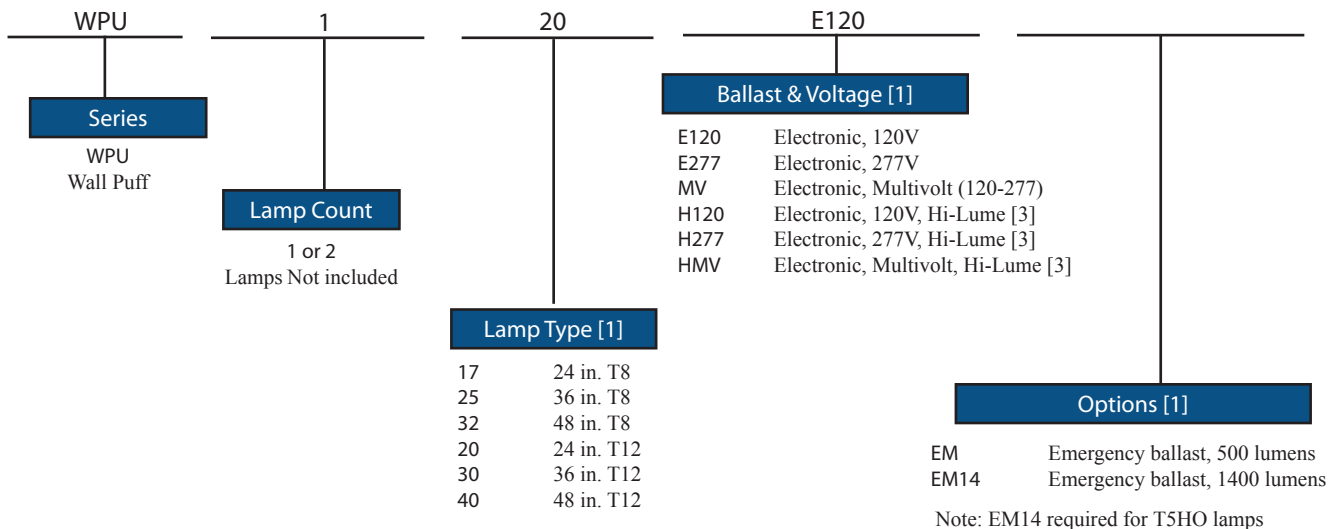 WPU 1 20 E120
Series
WPU
Wall Puff
Lamp Count
1 or 2
Lamps Not included
Lamp Type [1]
17 24 in. T8
25 36 in. T8
32 48 in. T8
20 24 in. T12
30 36 in. T12
40 48 in. T12
Ballast & Voltage [1]
E120 Electronic, 120V
E277 Electronic, 277V
MV Electronic, Multivolt (120-277)
H120 Electronic, 120V, Hi-Lume [3]
H277 Electronic, 277V, Hi-Lume [3]
HMV Electronic, Multivolt, Hi-Lume [3]
Options [1]
EM Emergency ballast, 500 lumens
EM14 Emergency ballast, 1400 lumens
Note: EM14 required for T5HO lamps